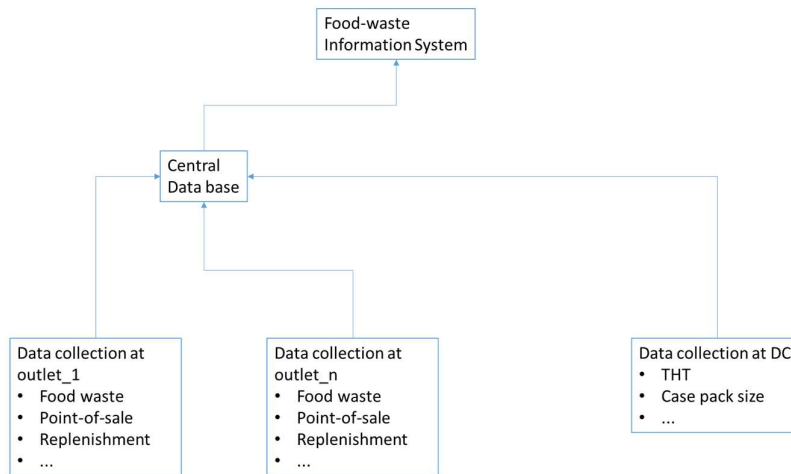 Food-waste
Information System
Central
Data base
Data collection at
outlet_1
• Food waste
• Point-of-sale
• Replenishment
• ...
Data collection at
outlet_n
• Food waste
• Point-of-sale
• Replenishment
• ...
Data collection at DC
• THT
• Case pack size
• ...